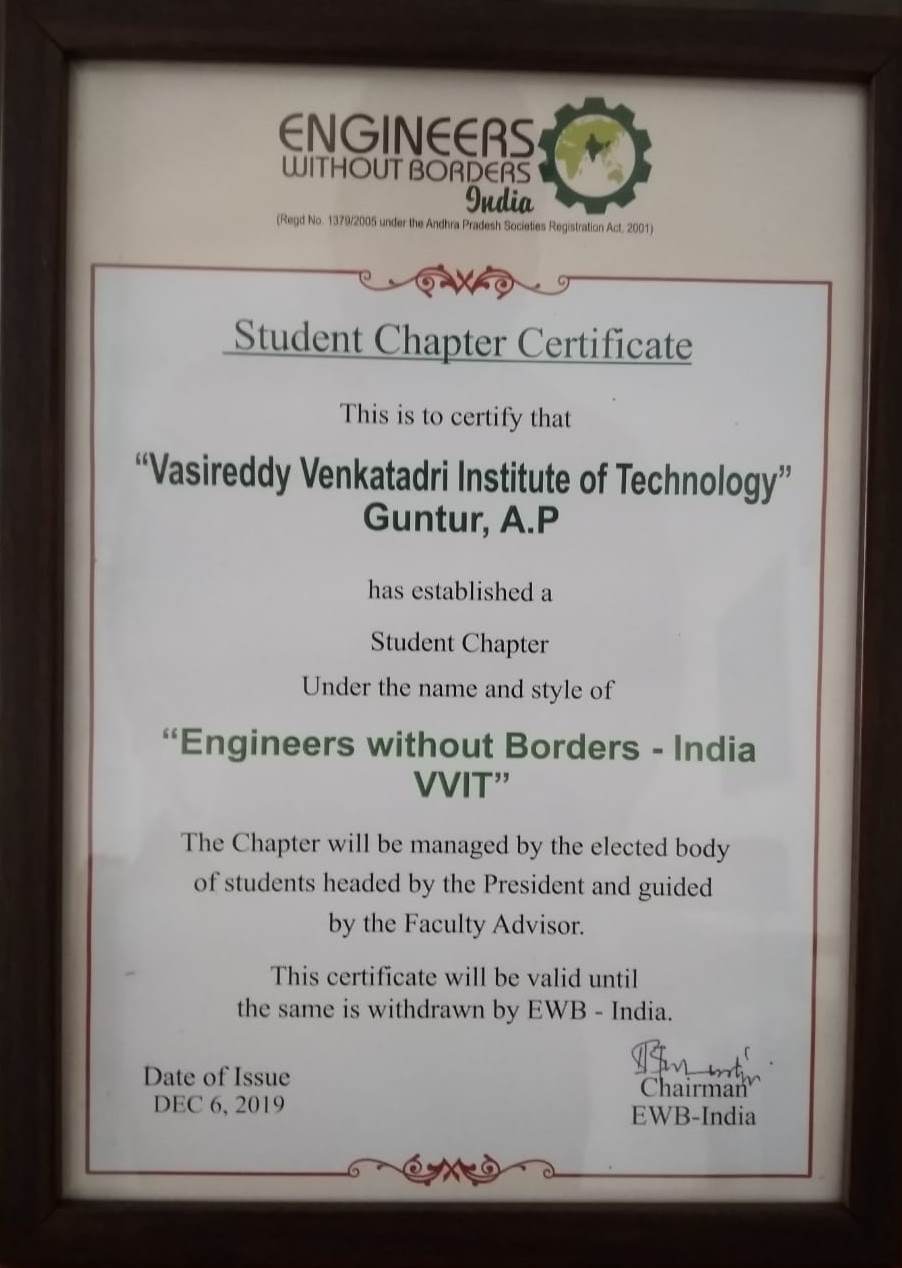 ENGINEERS
WITHOUT BORDERS
India
(Regd No. 1379/2005 under the Andhra Pradesh Societies Registration Act, 2001)
Student Chapter Certificate
This is to certify that
“Vasireddy Venkatadri Institute of Technology”
Guntur, A.P
has established a
Student Chapter
Under the name and style of
“Engineers without Borders - India
VVIT”
The Chapter will be managed by the elected body
of students headed by the President and guided
by the Faculty Advisor.
This certificate will be valid until
the same is withdrawn by EWB - India.
Date of Issue
DEC 6, 2019
Chairman
EWB-India